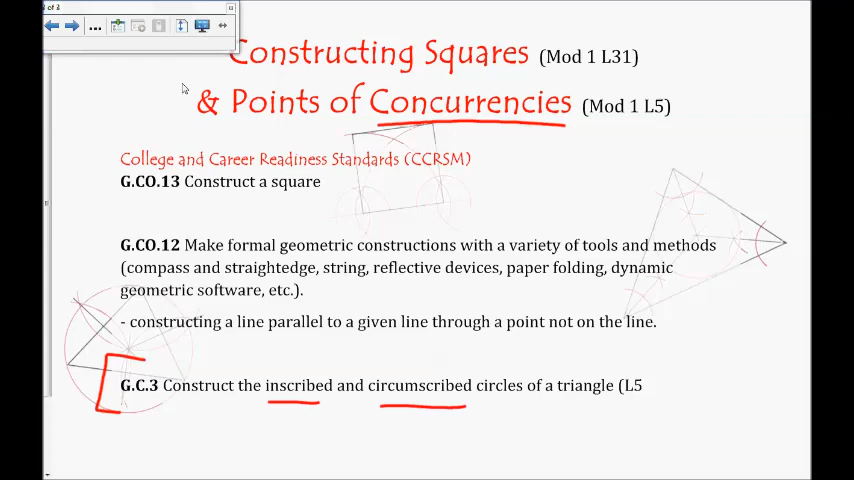 of 2
Constructing Squares (Mod 1 L31)
& Points of Concurrencies (Mod 1 L5)
College and Career Readiness Standards (CCRSM)
G.CO.13 Construct a square
G.CO.12 Make formal geometric constructions with a variety of tools and methods
(compass and straightedge, string, reflective devices, paper folding, dynamic
geometric software, etc.).
- constructing a line parallel to a given line through a point not on the line.
G.C.3 Construct the inscribed and circumscribed circles of a triangle (L5